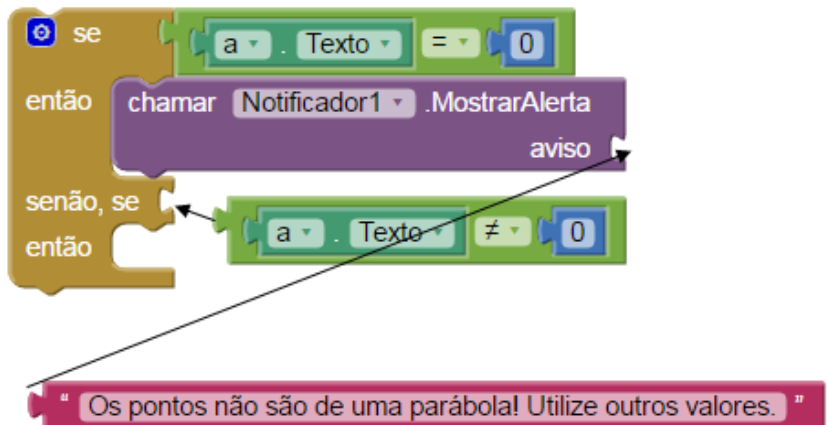 se a . Texto = 0
então chamar Notificador1 .MostrarAlerta
aviso
senão, se
a . Texto ≠ 0
então
“ Os pontos não são de uma parábola! Utilize outros valores. ”